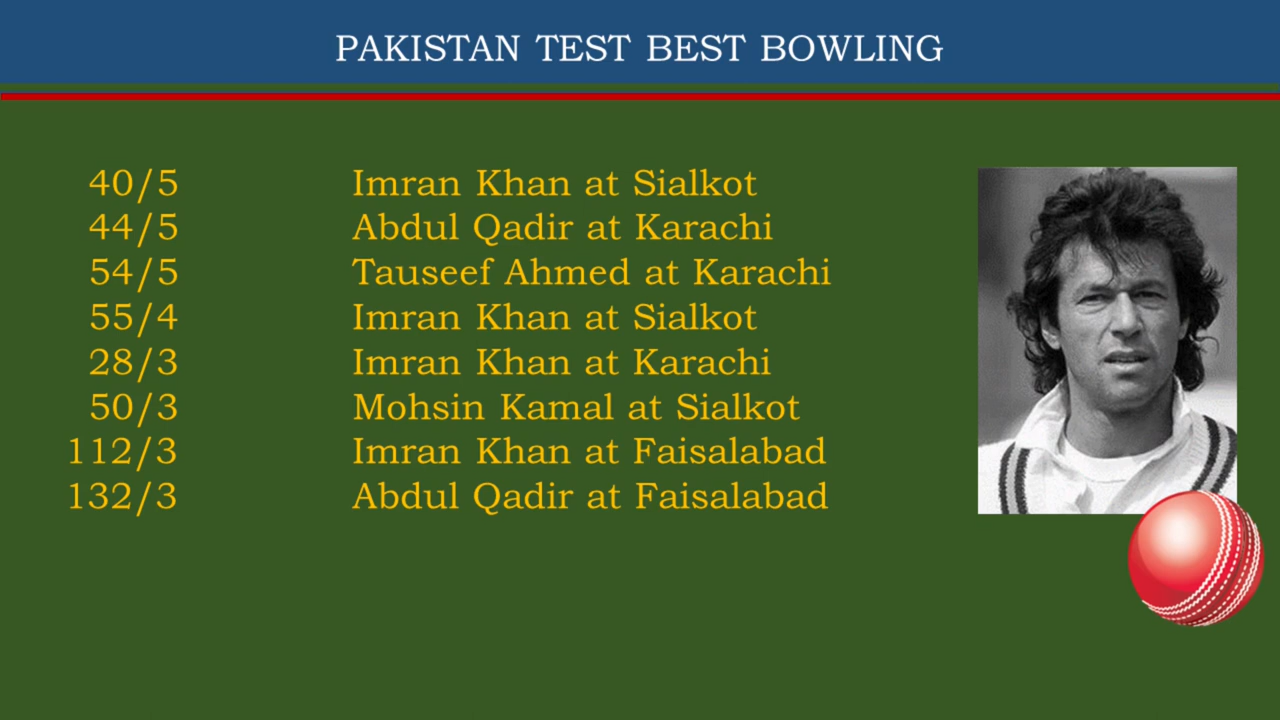 PAKISTAN TEST BEST BOWLING
40/5 Imran Khan at Sialkot
44/5 Abdul Qadir at Karachi
54/5 Tauseef Ahmed at Karachi
55/4 Imran Khan at Sialkot
28/3 Imran Khan at Karachi
50/3 Mohsin Kamal at Sialkot
112/3 Imran Khan at Faisalabad
132/3 Abdul Qadir at Faisalabad